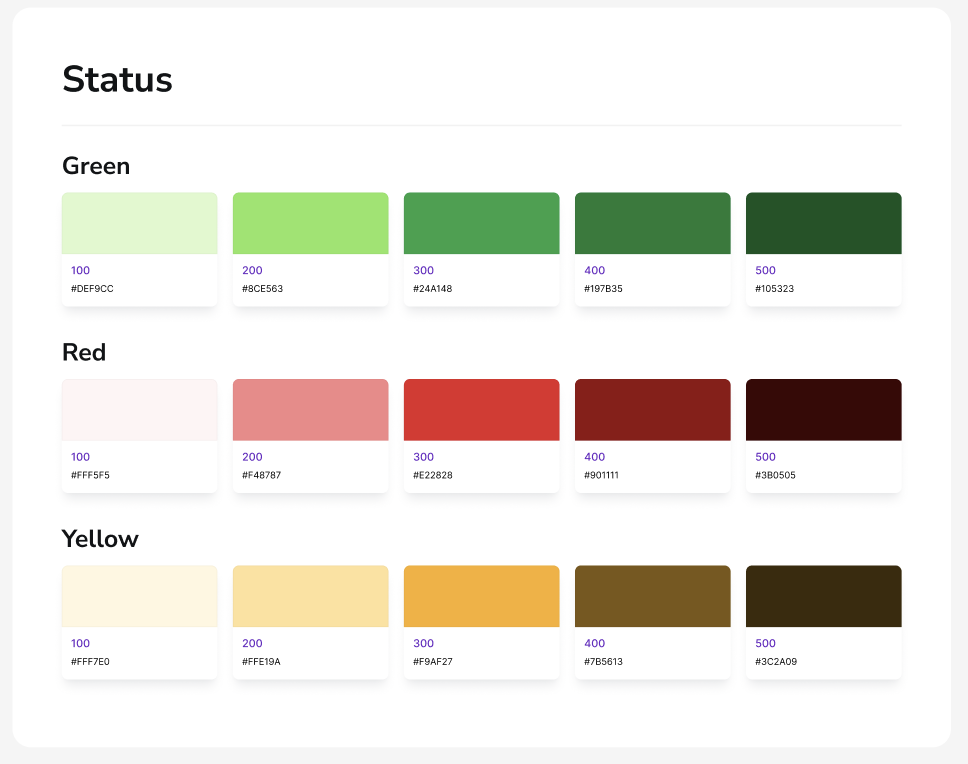 Status
Green
100 200 300 400 500
#DEF9CC #8CE563 #24A148 #197B35 #105323
Red
100 200 300 400 500
#FFF5F5 #F48787 #E22828 #901111 #3B0505
Yellow
100 200 300 400 500
#FFF7E0 #FFE19A #F9AF27 #7B5613 #3C2A09